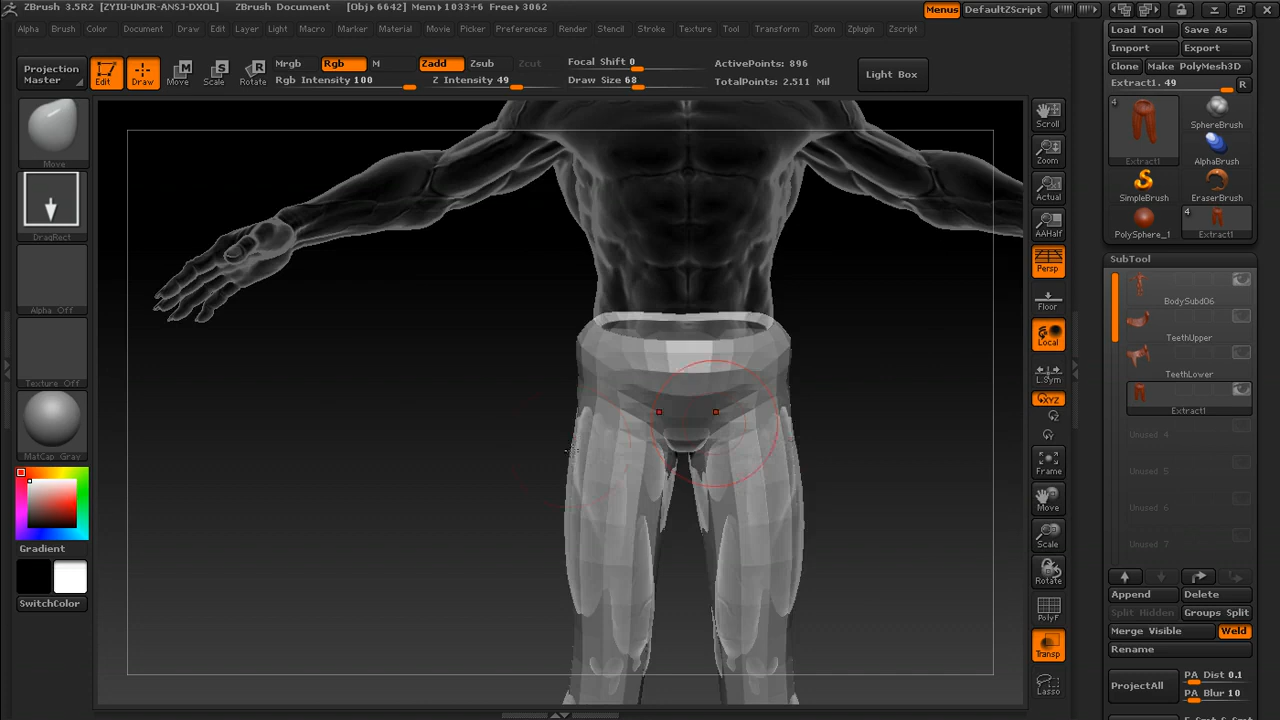 ZBrush 3.5R2 [ZYIU-UMJR-ANSJ-DXOL] ZBrush Document [Obj▸6642] Mem▸1033+6 Free▸3062 Menus DefaultZScript
Alpha Brush Color Document Draw Edit Layer Light Macro Marker Material Movie Picker Preferences Render Stencil Stroke Texture Tool Transform Zoom Zplugin Zscript
Projection Master
Edit
Draw
Move
Scale
Rotate
Mrgb Rgb M
Rgb Intensity 100
Zadd Zsub Zcut
Z Intensity 49
Focal Shift 0
Draw Size 68
ActivePoints: 896
TotalPoints: 2.511 Mil
Light Box
Move
DragRect
Alpha Off
Texture Off
MatCap Gray
Gradient
SwitchColor
Scroll
Zoom
Actual
AAHalf
Persp
Floor
Local
L.Sym
XYZ
Frame
Move
Scale
Rotate
PolyF
Transp
Lasso
Load Tool Save As
Import Export
Clone Make PolyMesh3D
Extract1. 49 R
4
Extract1
SphereBrush
AlphaBrush
SimpleBrush EraserBrush
4
PolySphere_1 Extract1
SubTool
BodySubd06
TeethUpper
TeethLower
Extract1
Unused 4
Unused 5
Unused 6
Unused 7
Append Delete
Split Hidden Groups Split
Merge Visible Weld
Rename
ProjectAll
PA Dist 0.1
PA Blur 10